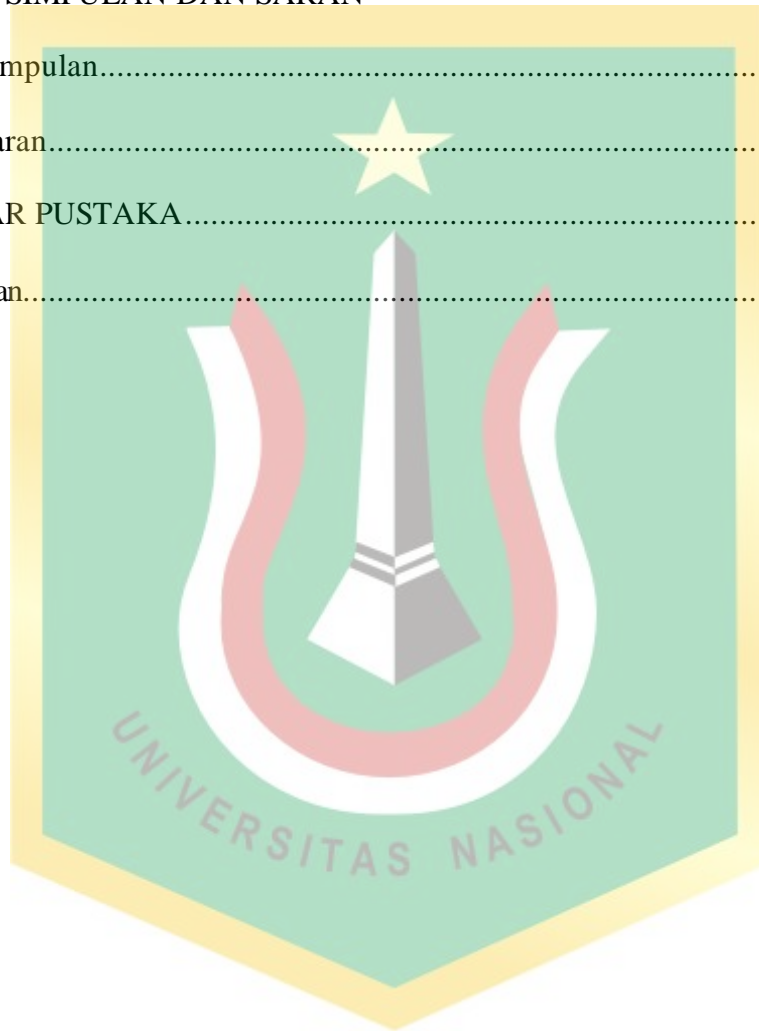 SIMPULAN DAN SARAN
mpulan................................................................................
aran................................................................................
AR PUSTAKA................................................................................
an................................................................................
UNIVERSITAS NASIONAL